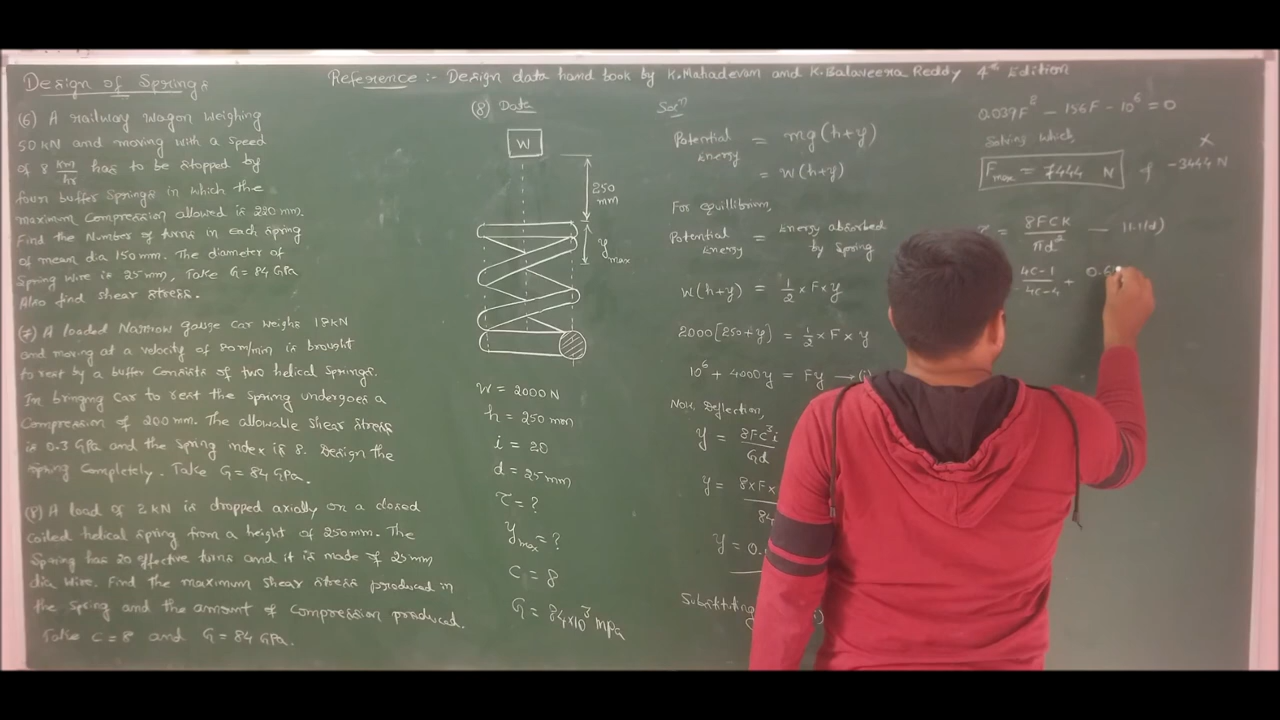 Design of Springs
Reference :- Design data hand book by K.Mahadevan and K.Balaveera Reddy 4th Edition
(6) A railway wagon weighing
50 kN and moving with a speed
of 8 km/hr has to be stopped by
four buffer springs in which the
maximum compression allowed is 220 mm.
Find the Number of turns in each spring
of mean dia 150 mm. The diameter of
spring wire is 25 mm, Take G = 84 GPa
Also find shear stress.
(7) A loaded Narrow gauge car weighs 18 kN
and moving at a velocity of 80 m/min is brought
to rest by a buffer consists of two helical springs.
In bringing car to rest the spring undergoes a
compression of 200 mm. The allowable shear stress
is 0.3 GPa and the spring index is 8. Design the
spring completely. Take G = 84 GPa.
(8) A load of 2 kN is dropped axially on a closed
coiled helical spring from a height of 250 mm. The
spring has 20 effective turns and it is made of 25 mm
dia wire. Find the maximum shear stress produced in
the spring and the amount of compression produced.
Take C = 8 and G = 84 GPa.
(8) Data
W
250
mm
ymax
W = 2000 N
h = 250 mm
i = 20
d = 25 mm
τ = ?
ymax = ?
C = 8
G = 84×10³ MPa
Solⁿ
Potential Energy = mg(h+y)
= W(h+y)
For equillibrium,
Potential Energy = Energy absorbed by spring
W(h+y) = 1/2 × F × y
2000[250+y] = 1/2 × F × y
10⁶ + 4000y = Fy →(i)
Now, Deflection,
y = 8FC³i / Gd
y = 8×F×
84
y = 0.
Substituting
0.039F² − 156F − 10⁶ = 0
Solving which,
Fmax = 7444 N
×
-3444 N
= 8FCK / πd² — 11.1(d)
4C-1 / 4C-4 + 0.6